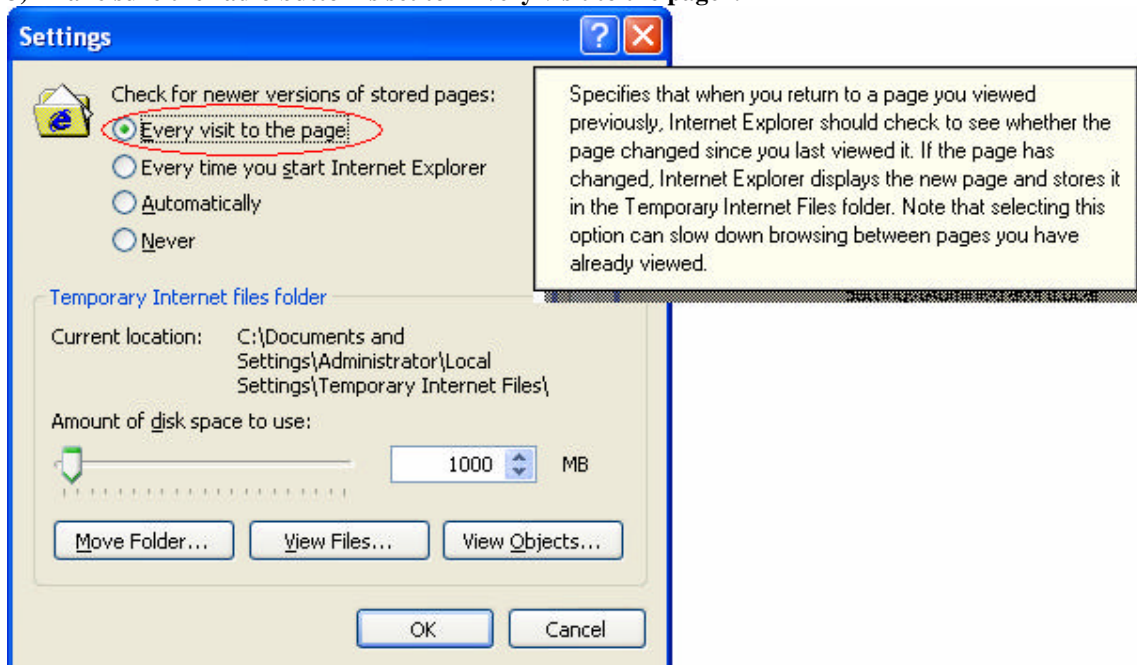 Settings
Check for newer versions of stored pages:
Every visit to the page
Every time you start Internet Explorer
Automatically
Never
Specifies that when you return to a page you viewed
previously, Internet Explorer should check to see whether the
page changed since you last viewed it. If the page has
changed, Internet Explorer displays the new page and stores it
in the Temporary Internet Files folder. Note that selecting this
option can slow down browsing between pages you have
already viewed.
Temporary Internet files folder
Current location: C:\Documents and
Settings\Administrator\Local
Settings\Temporary Internet Files\
Amount of disk space to use:
1000 MB
Move Folder... View Files... View Objects...
OK Cancel